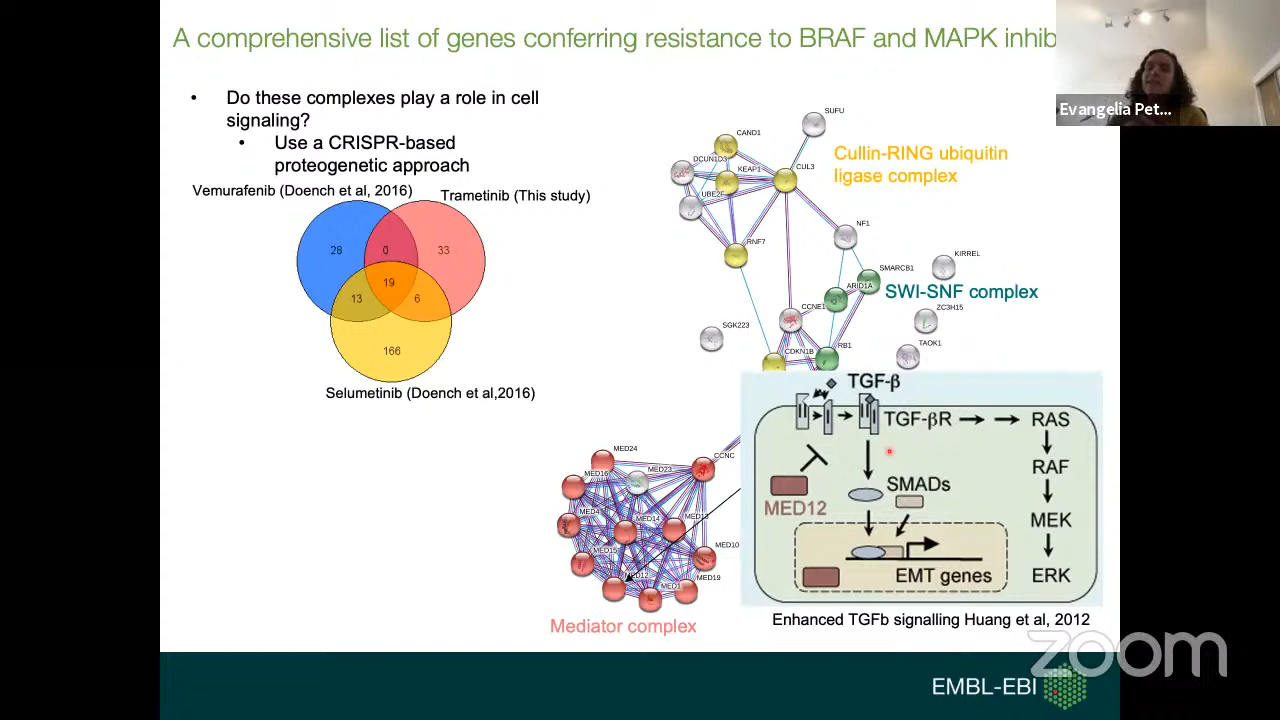 A comprehensive list of genes conferring resistance to BRAF and MAPK inhib
Evangelia Pet...
• Do these complexes play a role in cell
signaling?
• Use a CRISPR-based
proteogenetic approach
Vemurafenib (Doench et al, 2016)
Trametinib (This study)
28
0
33
19
13
6
166
Selumetinib (Doench et al,2016)
SUFU
CAND1
Cullin-RING ubiquitin
ligase complex
DCUN1D3
KEAP1
CUL3
UBE2F
NF1
RNF7
KIRREL
SMARCB1
ARID1A
SWI-SNF complex
CCNE1
ZC3H15
SGK223
TAOK1
CDKN1B
RB1
MED24
CCNC
MED16
MED23
MED14
MED13
MED15
MED10
MED12
MED19
MED1
Mediator complex
TGF-β
TGF-βR
RAS
RAF
SMADs
MED12
MEK
EMT genes
ERK
Enhanced TGFb signalling Huang et al, 2012
zoom
EMBL-EBI